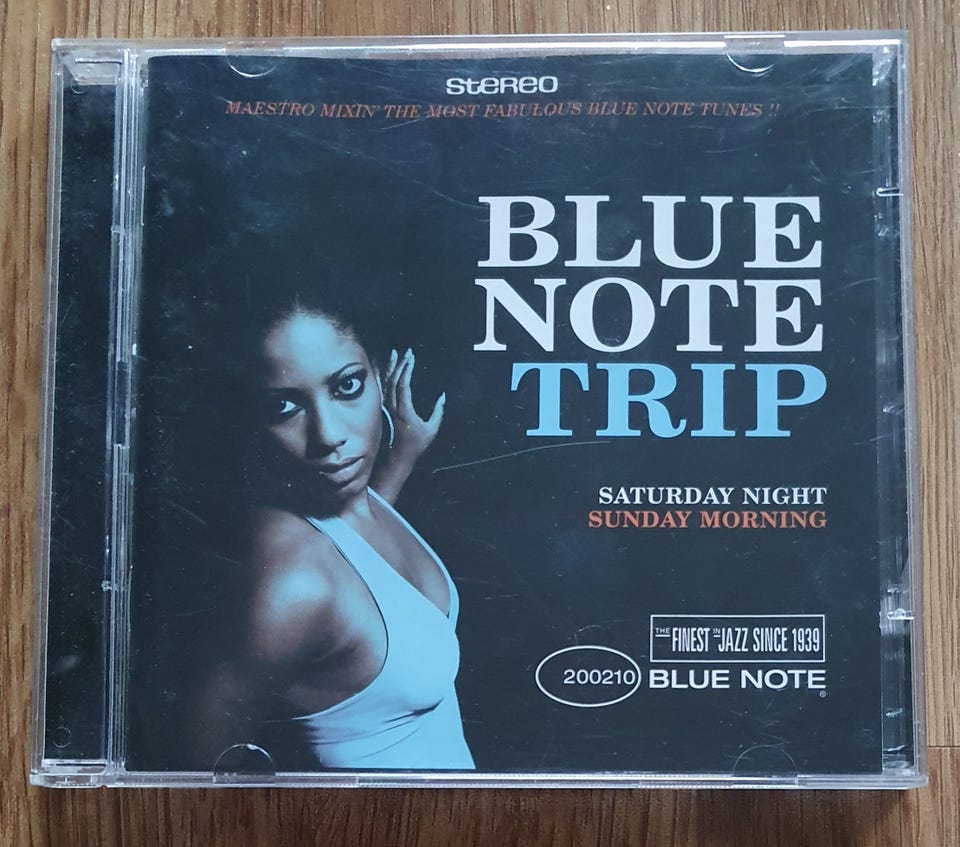 stereo
MAESTRO MIXIN' THE MOST FABULOUS BLUE NOTE TUNES !!
BLUE
NOTE
TRIP
SATURDAY NIGHT
SUNDAY MORNING
THE FINEST IN JAZZ SINCE 1939
200210 BLUE NOTE ®